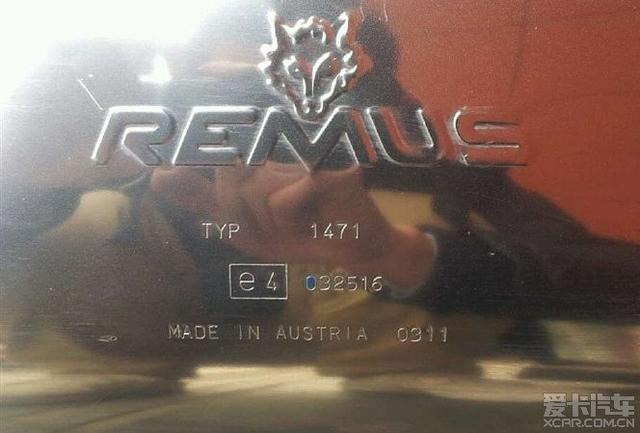 REMUS
TYP 1471
e4 032516
MADE IN AUSTRIA 0311
爱卡汽车
XCAR.COM.CN